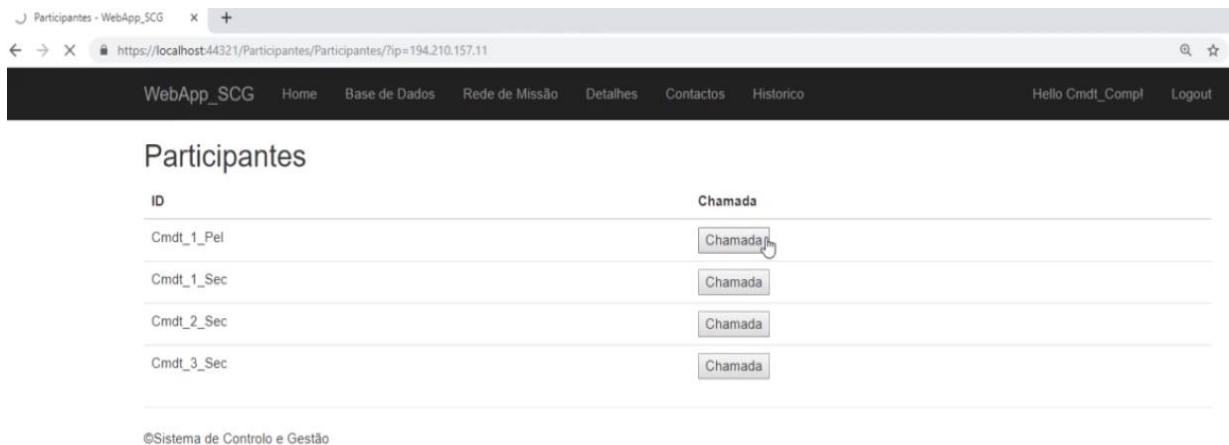 Participantes - WebApp_SCG
https://localhost:44321/Participantes/Participantes/?ip=194.210.157.11
WebApp_SCG Home Base de Dados Rede de Missão Detalhes Contactos Historico Hello Cmdt_Comp! Logout
Participantes
ID Chamada
Cmdt_1_Pel Chamada
Cmdt_1_Sec Chamada
Cmdt_2_Sec Chamada
Cmdt_3_Sec Chamada
©Sistema de Controlo e Gestão